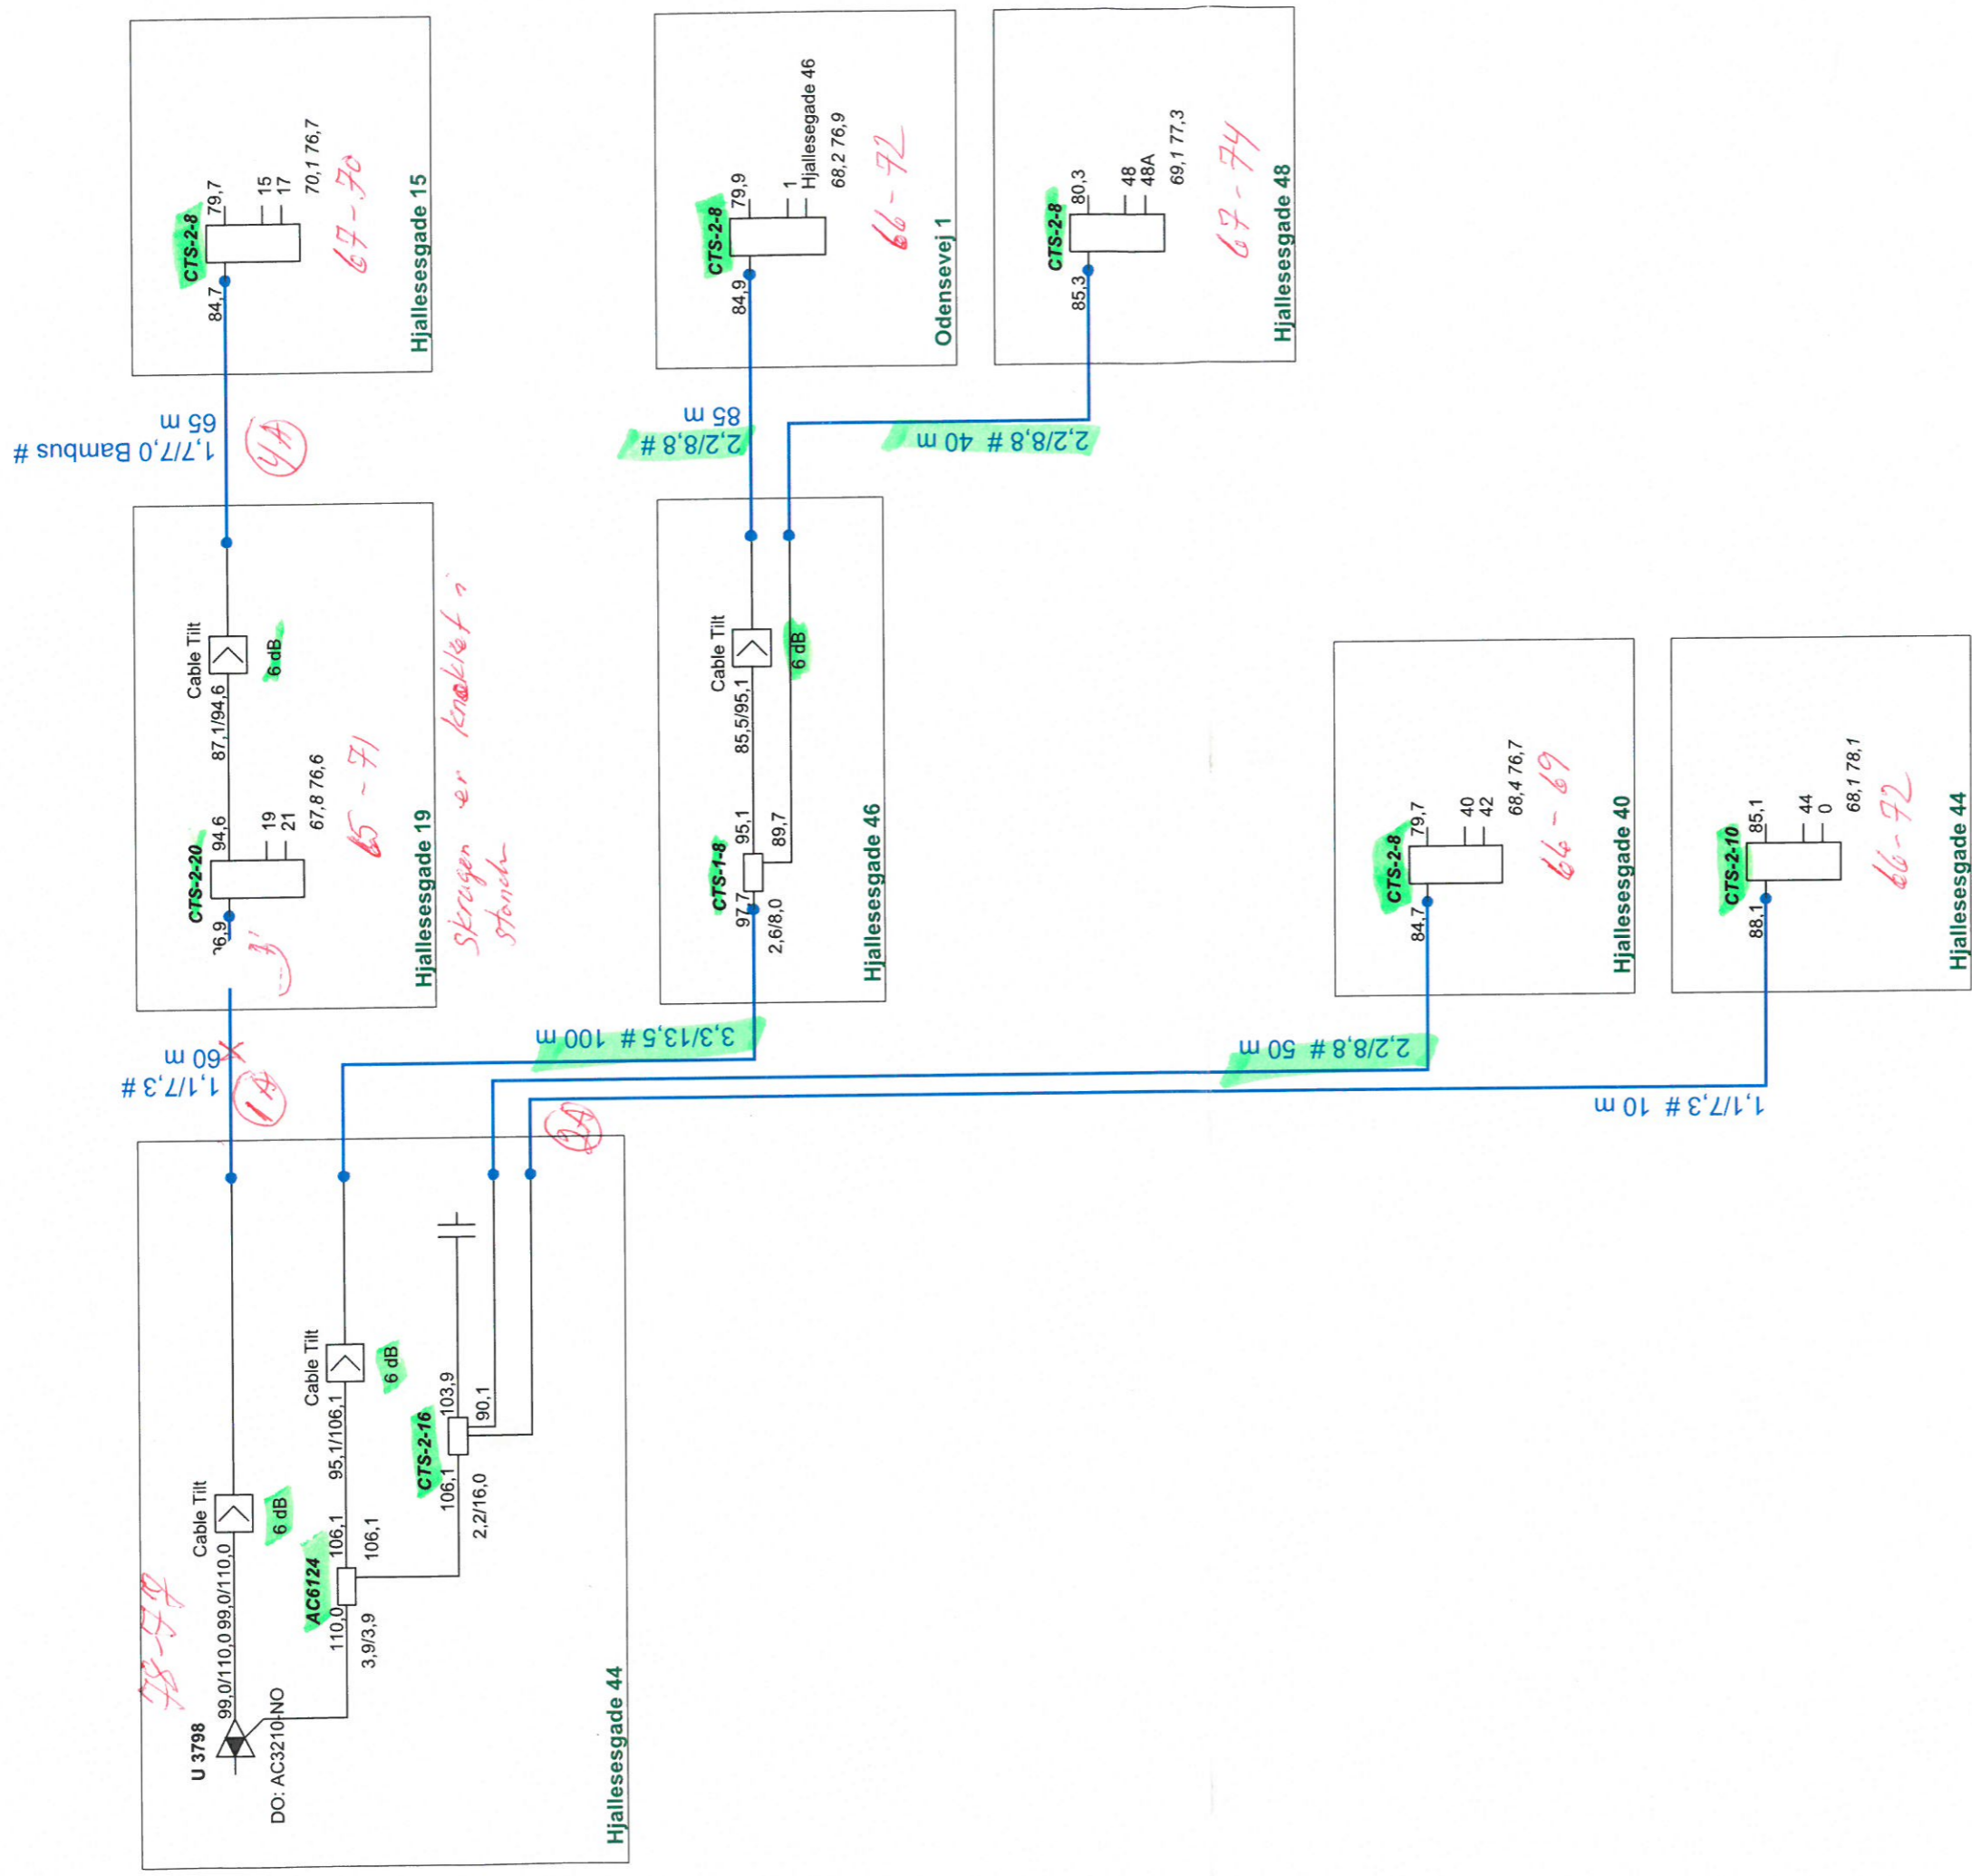 U 3798
DO: AC3210-NO
78-77
99,0/110,0
99,0/110,0
Cable Tilt
6 dB
AC6124
110,0
106,1
3,9/3,9
106,1
95,1/106,1
Cable Tilt
6 dB
CTS-2-16
106,1
103,9
2,2/16,0
90,1
Hjallesesgade 44
1,1/7,3 #
60 m
1A
X
2A
CTS-2-20
94,6
19
21
67,8 76,6
65 - 71
87,1/94,6
Cable Tilt
6 dB
Hjallesesgade 19
er
1,7/7,0 Bambus #
65 m
4A
CTS-2-8
84,7
79,7
15
17
70,1 76,7
67-70
Hjallesesgade 15
3,3/13,5 # 100 m
CTS-1-8
97,7
95,1
2,6/8,0
89,7
85,5/95,1
Cable Tilt
6 dB
Hjallesesgade 46
2,2/8,8 #
85 m
CTS-2-8
84,9
79,9
1
Hjallesegade 46
68,2 76,9
66-72
Odensevej 1
2,2/8,8 # 40 m
CTS-2-8
85,3
80,3
48
48A
69,1 77,3
67-74
Hjallesesgade 48
2,2/8,8 # 50 m
CTS-2-8
84,7
79,7
40
42
68,4 76,7
66-69
Hjallesesgade 40
1,1/7,3 # 10 m
CTS-2-10
88,1
85,1
44
0
68,1 78,1
66-72
Hjallesesgade 44